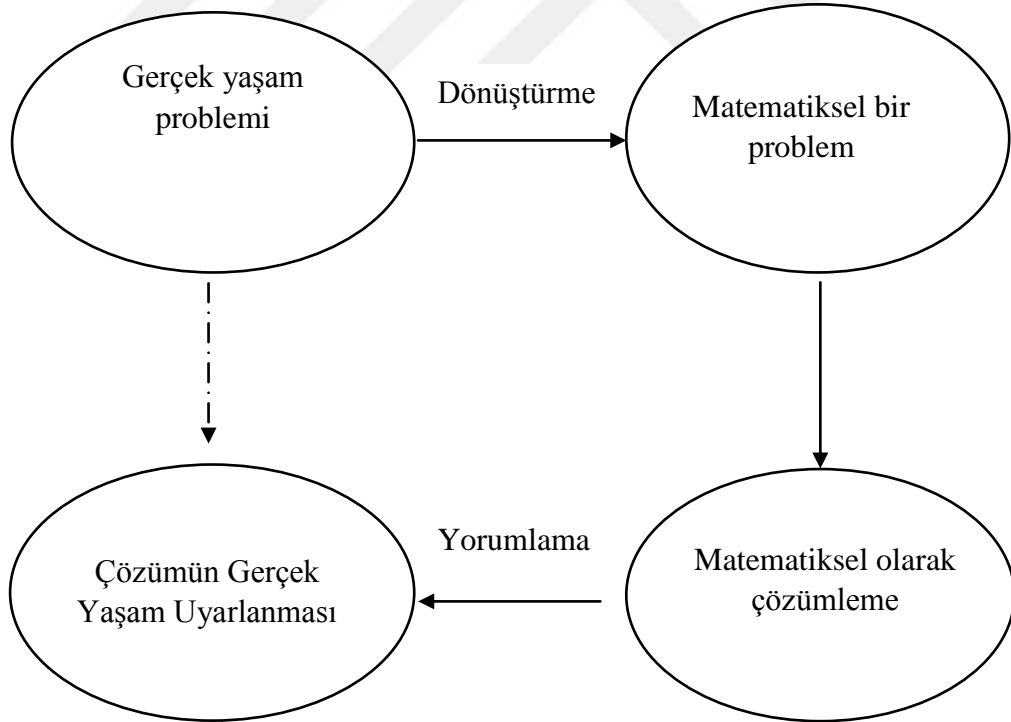 Gerçek yaşam
problemi
Dönüştürme
Matematiksel bir
problem
Çözümün Gerçek
Yaşam Uyarlanması
Yorumlama
Matematiksel olarak
çözümleme